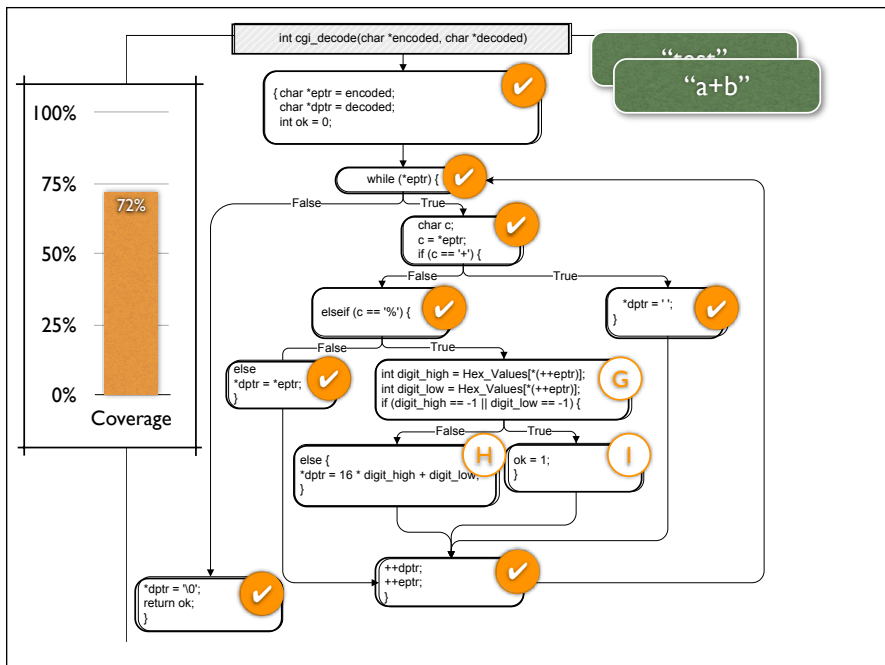 int cgi_decode(char *encoded, char *decoded)
“a+b”
{ char *eptr = encoded;
char *dptr = decoded;
int ok = 0;
100%
75%
72%
50%
25%
0%
Coverage
while (*eptr) {
False
True
char c;
c = *eptr;
if (c == '+') {
False
True
elseif (c == '%') {
*dptr = ' ';
}
False
True
else
*dptr = *eptr;
}
int digit_high = Hex_Values[*(++eptr)];
int digit_low = Hex_Values[*(++eptr)];
if (digit_high == -1 || digit_low == -1) {
G
False
True
else {
*dptr = 16 * digit_high + digit_low;
}
H
ok = 1;
}
I
++dptr;
++eptr;
}
*dptr = '\0';
return ok;
}